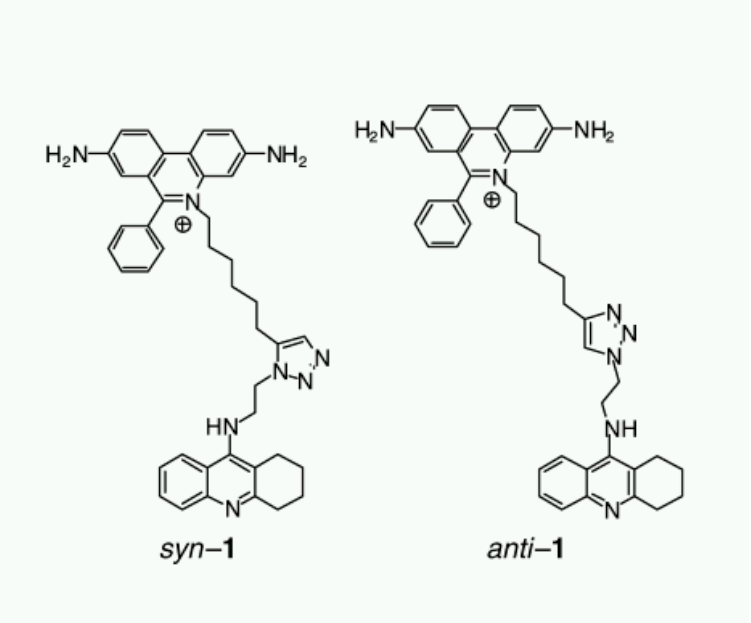 H₂N NH₂ H₂N NH₂
N N
⊕ ⊕
N
N N
N N N
N
HN NH
N N
syn–1 anti–1